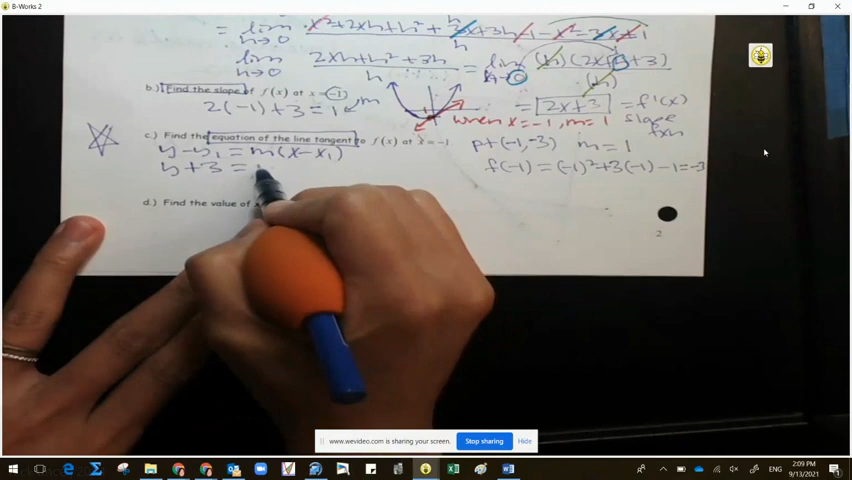 B-Works 2
= lim h→0 x²+2xh+h²+3x+3h-1-x²-3x+1
h
lim h→0 2xh+h²+3h / h = lim h→0 (h)(2x+h+3) / (h)
b.) Find the slope of f(x) at x = -1
2(-1)+3 = 1 ← m
= 2x+3 = f'(x)
when x = -1, m = 1
slope
fxn
c.) Find the equation of the line tangent to f(x) at x = -1
pt(-1,-3) m = 1
y - y₁ = m(x - x₁)
f(-1) = (-1)²+3(-1)-1 = -3
y + 3 =
d.) Find the value of
2
www.wevideo.com is sharing your screen.
Stop sharing
Hide
ENG
2:09 PM
9/13/2021